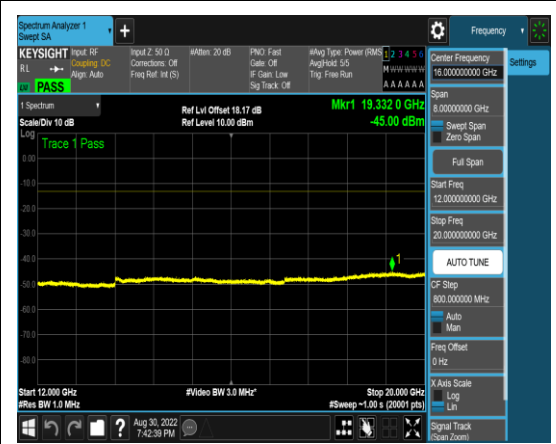 Spectrum Analyzer 1
Swept SA
+
Frequency
KEYSIGHT
RL
PASS
Input: RF
Coupling: DC
Align: Auto
Input Z: 50 Ω
Corrections: Off
Freq Ref: Int (S)
#Atten: 20 dB
PNO: Fast
Gate: Off
IF Gain: Low
Sig Track: Off
#Avg Type: Power (RMS
Avg|Hold: 5/5
Trig: Free Run
1 2 3 4 5 6
M W W W W W
A A A A A A
Center Frequency
16.000000000 GHz
Settings
Span
8.00000000 GHz
Swept Span
Zero Span
Full Span
Start Freq
12.000000000 GHz
Stop Freq
20.000000000 GHz
AUTO TUNE
CF Step
800.000000 MHz
Auto
Man
Freq Offset
0 Hz
X Axis Scale
Log
Lin
Signal Track
(Span Zoom)
1 Spectrum
Scale/Div 10 dB
Ref Lvl Offset 18.17 dB
Ref Level 10.00 dBm
Mkr1 19.332 0 GHz
-45.00 dBm
Log
Trace 1 Pass
0.00
-10.0
-20.0
-30.0
-40.0
-50.0
-60.0
-70.0
-80.0
1
Start 12.000 GHz
#Res BW 1.0 MHz
#Video BW 3.0 MHz*
Stop 20.000 GHz
#Sweep ~1.00 s (20001 pts)
?
Aug 30, 2022
7:42:39 PM